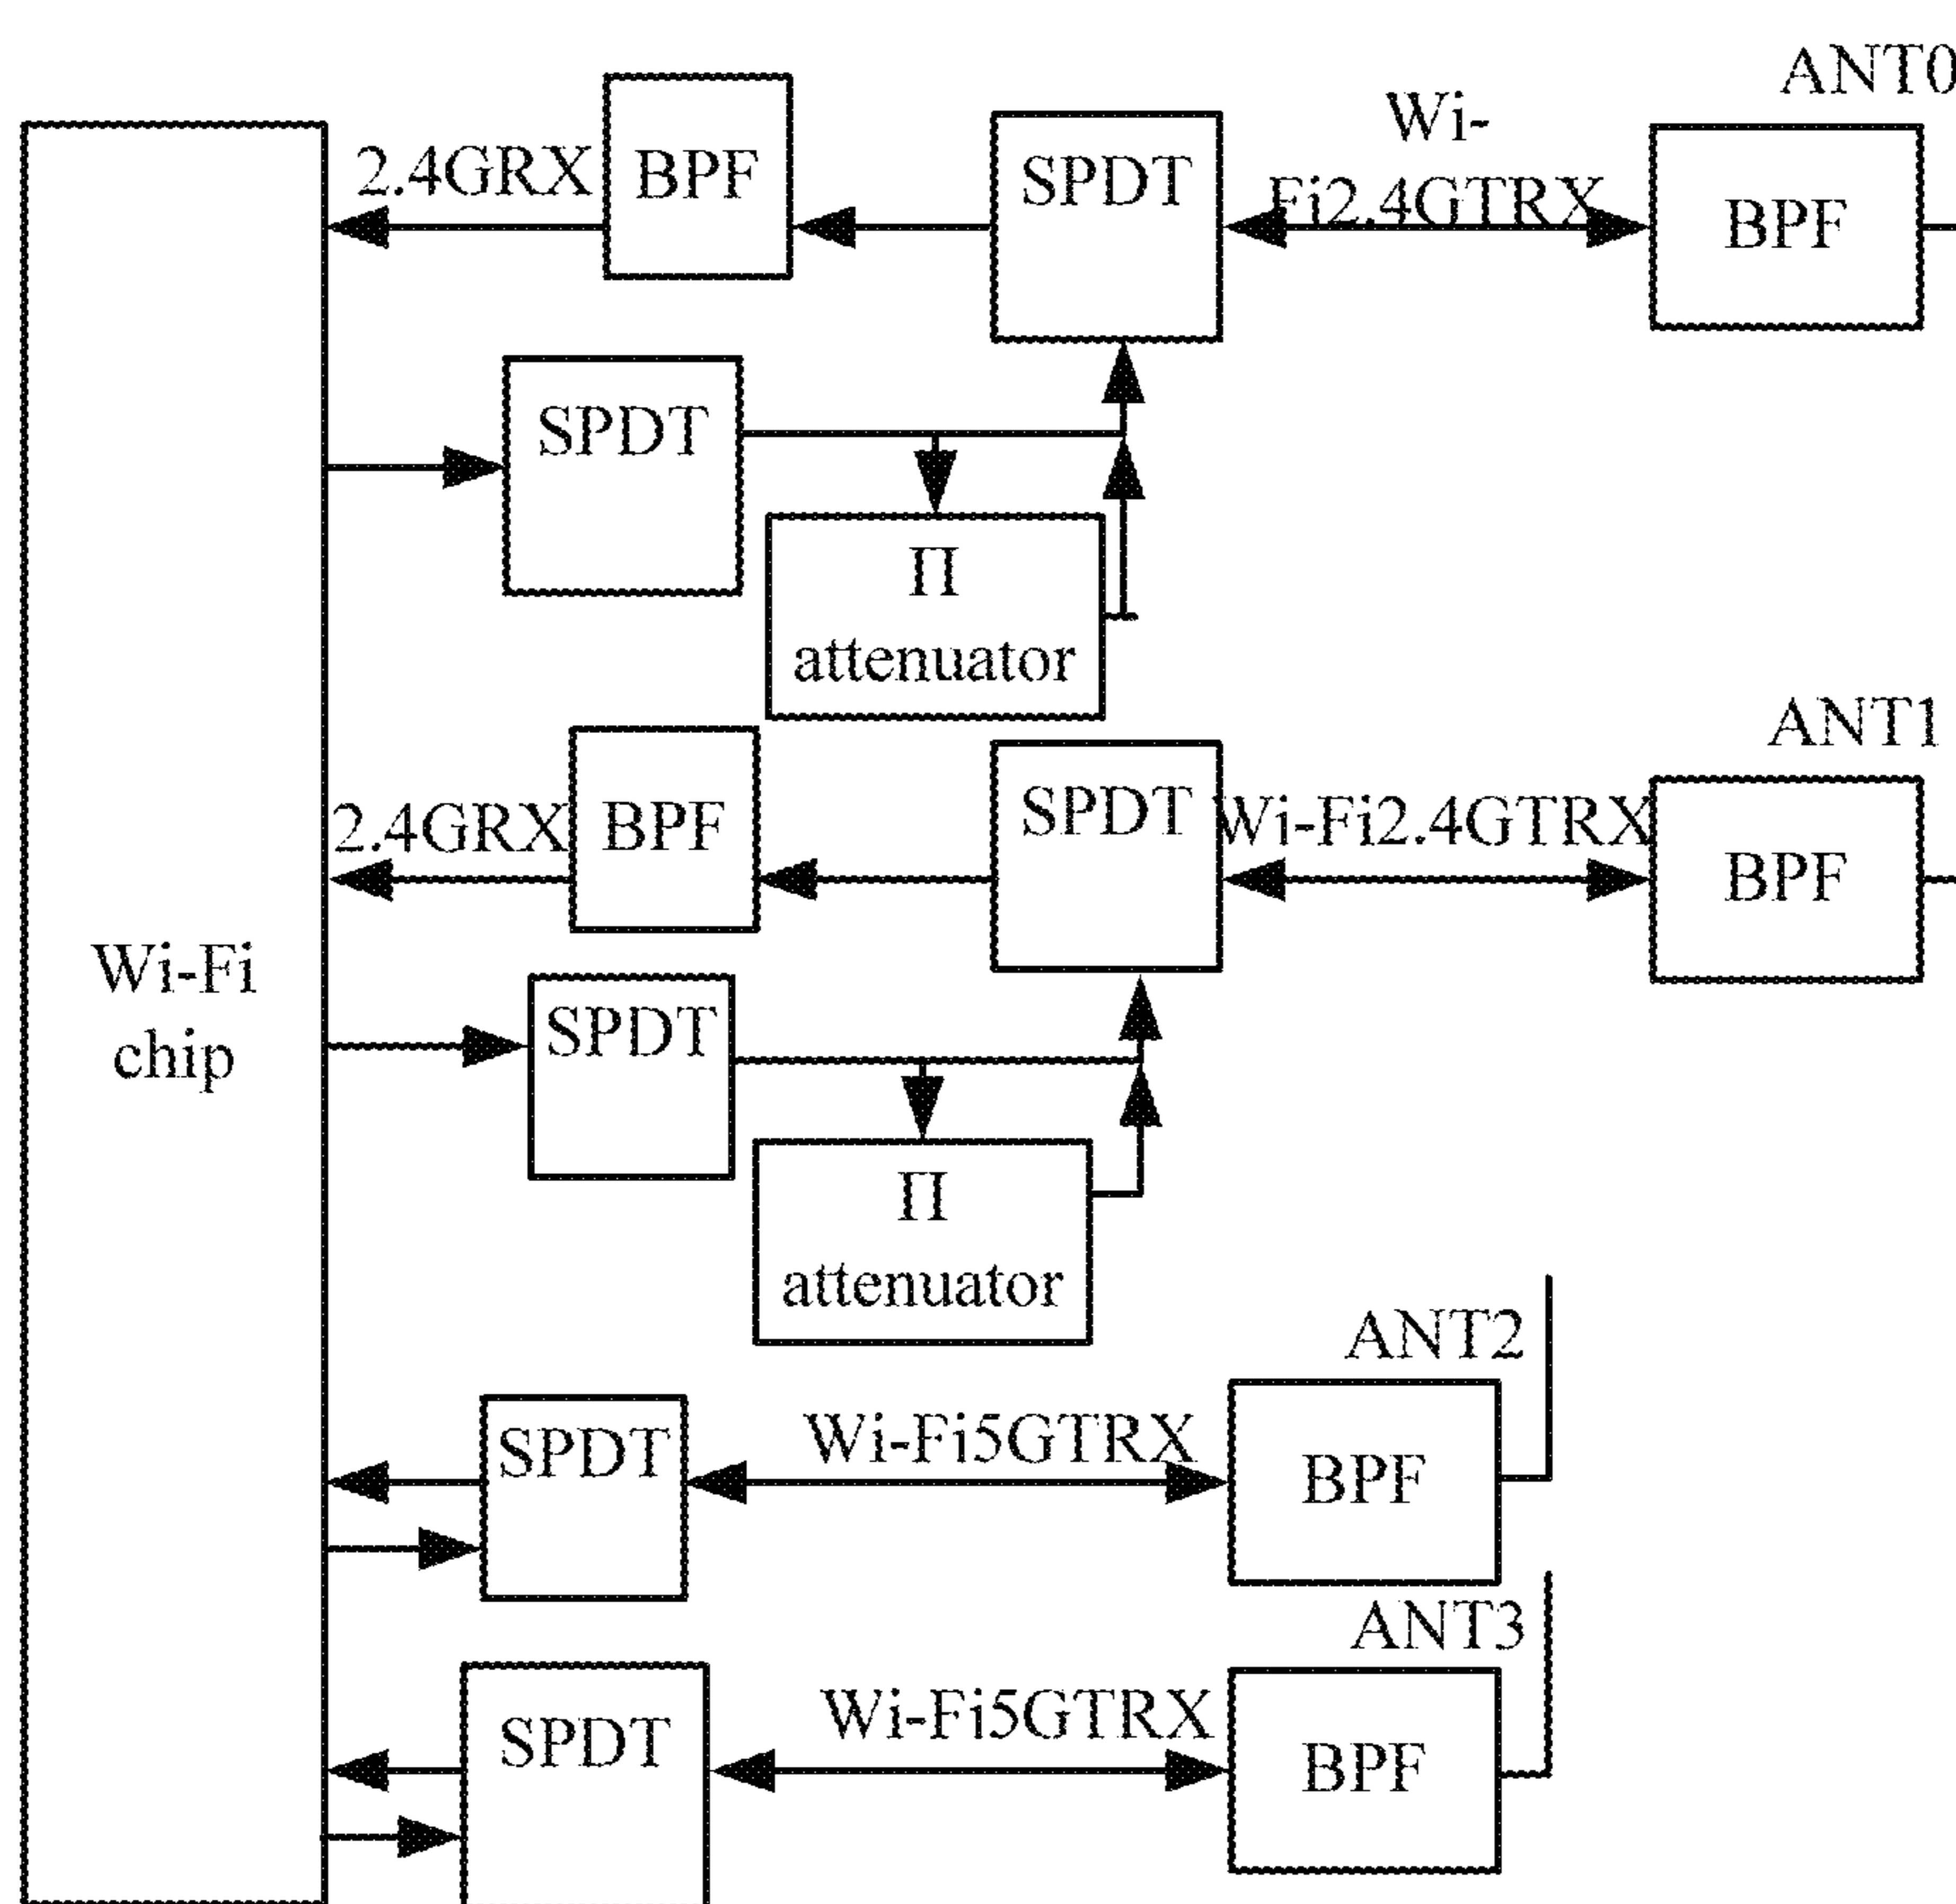 ANT0
Wi-
Fi2.4GTRX
2.4GRX
BPF
SPDT
BPF
SPDT
Π
attenuator
ANT1
2.4GRX
BPF
SPDT
Wi-Fi2.4GTRX
BPF
Wi-Fi
chip
SPDT
Π
attenuator
ANT2
SPDT
Wi-Fi5GTRX
BPF
ANT3
SPDT
Wi-Fi5GTRX
BPF